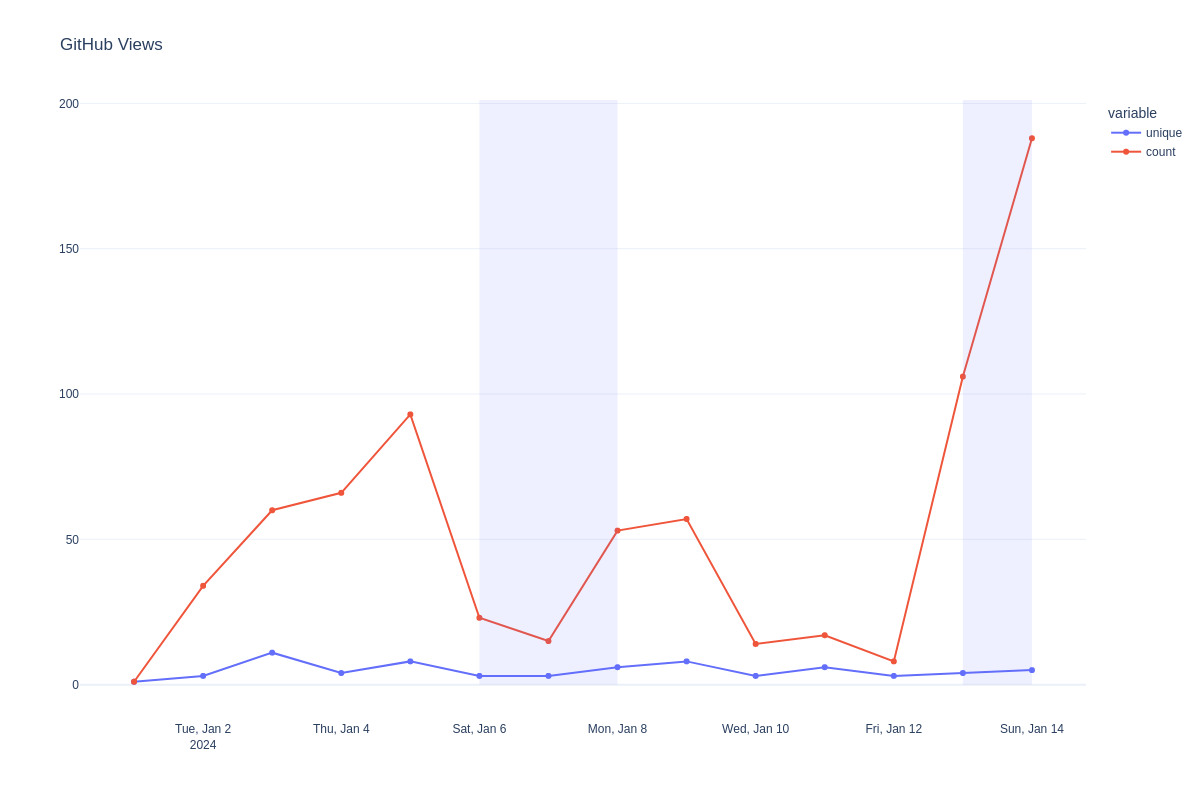 GitHub Views
200
150
100
50
0
variable
unique
count
Tue, Jan 2
2024
Thu, Jan 4
Sat, Jan 6
Mon, Jan 8
Wed, Jan 10
Fri, Jan 12
Sun, Jan 14